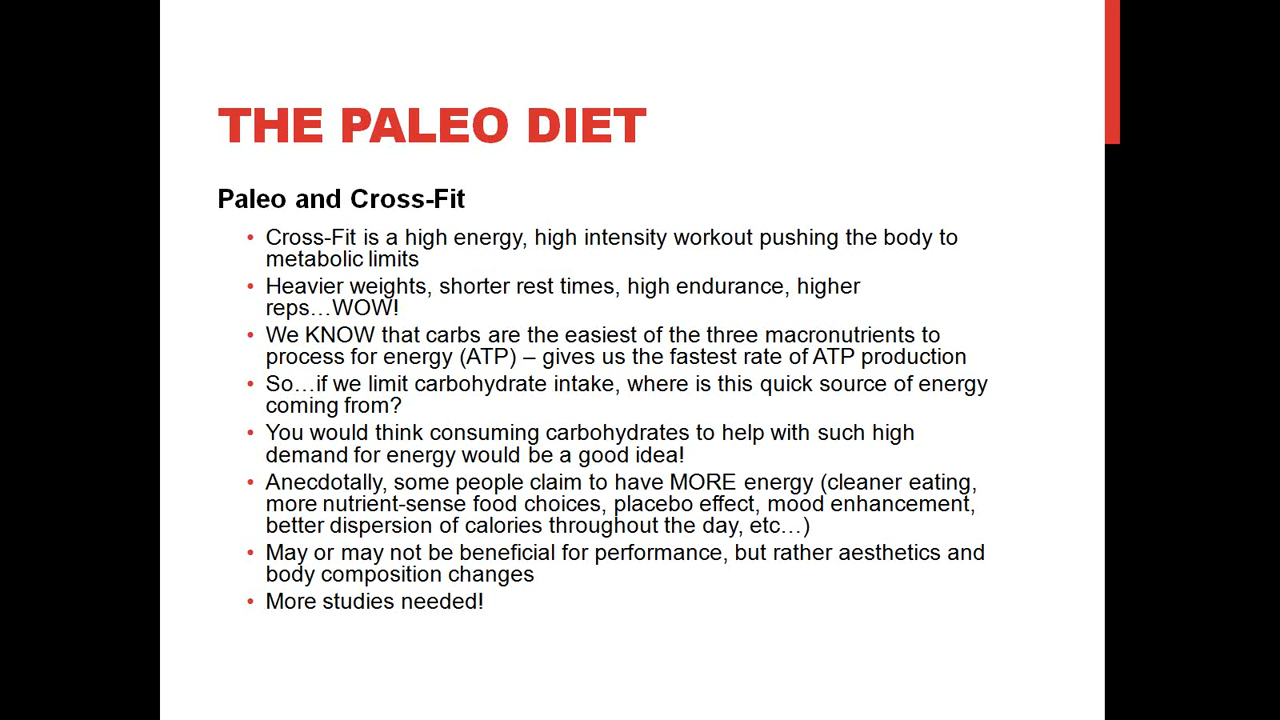 THE PALEO DIET
Paleo and Cross-Fit
• Cross-Fit is a high energy, high intensity workout pushing the body to
metabolic limits
• Heavier weights, shorter rest times, high endurance, higher
reps…WOW!
• We KNOW that carbs are the easiest of the three macronutrients to
process for energy (ATP) – gives us the fastest rate of ATP production
• So…if we limit carbohydrate intake, where is this quick source of energy
coming from?
• You would think consuming carbohydrates to help with such high
demand for energy would be a good idea!
• Anecdotally, some people claim to have MORE energy (cleaner eating,
more nutrient-sense food choices, placebo effect, mood enhancement,
better dispersion of calories throughout the day, etc…)
• May or may not be beneficial for performance, but rather aesthetics and
body composition changes
• More studies needed!